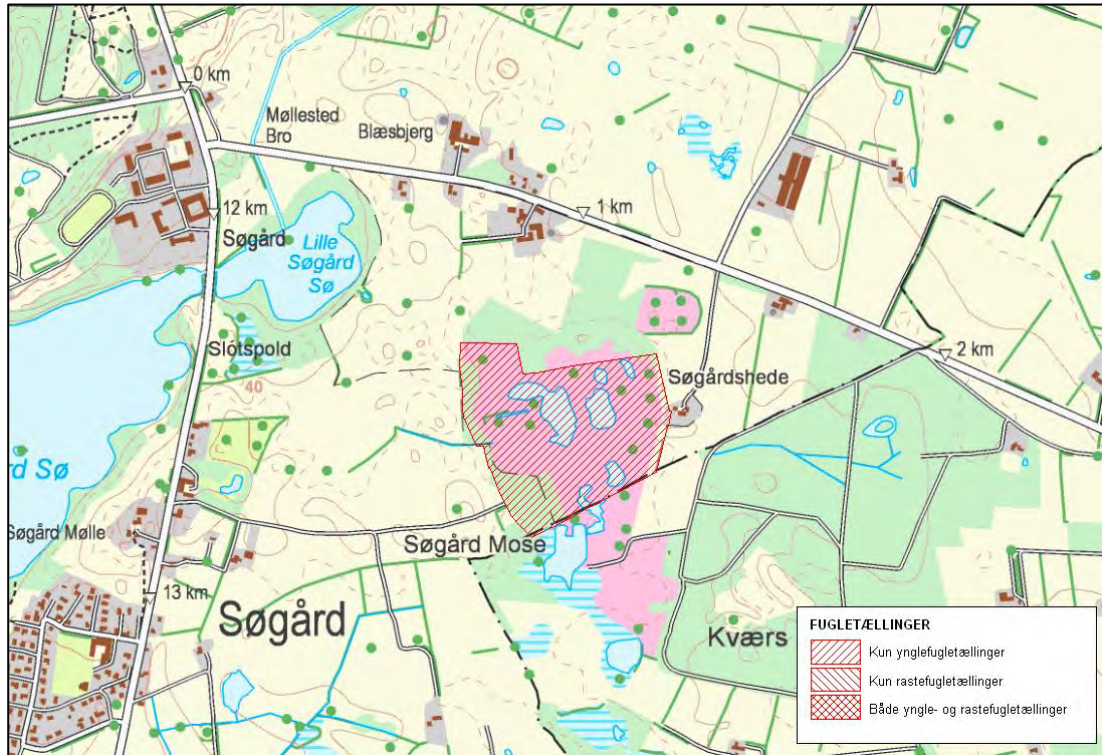 0 km
Møllested
Bro
Blæsbjerg
12 km
1 km
Søgård
Lille
Søgård
Sø
Slotspold
2 km
40
Søgårdshede
rd Sø
Søgård Mølle
Søgård Mose
13 km
Søgård
Kværs
FUGLETÆLLINGER
Kun ynglefugletællinger
Kun rastefugletællinger
Både yngle- og rastefugletællinger